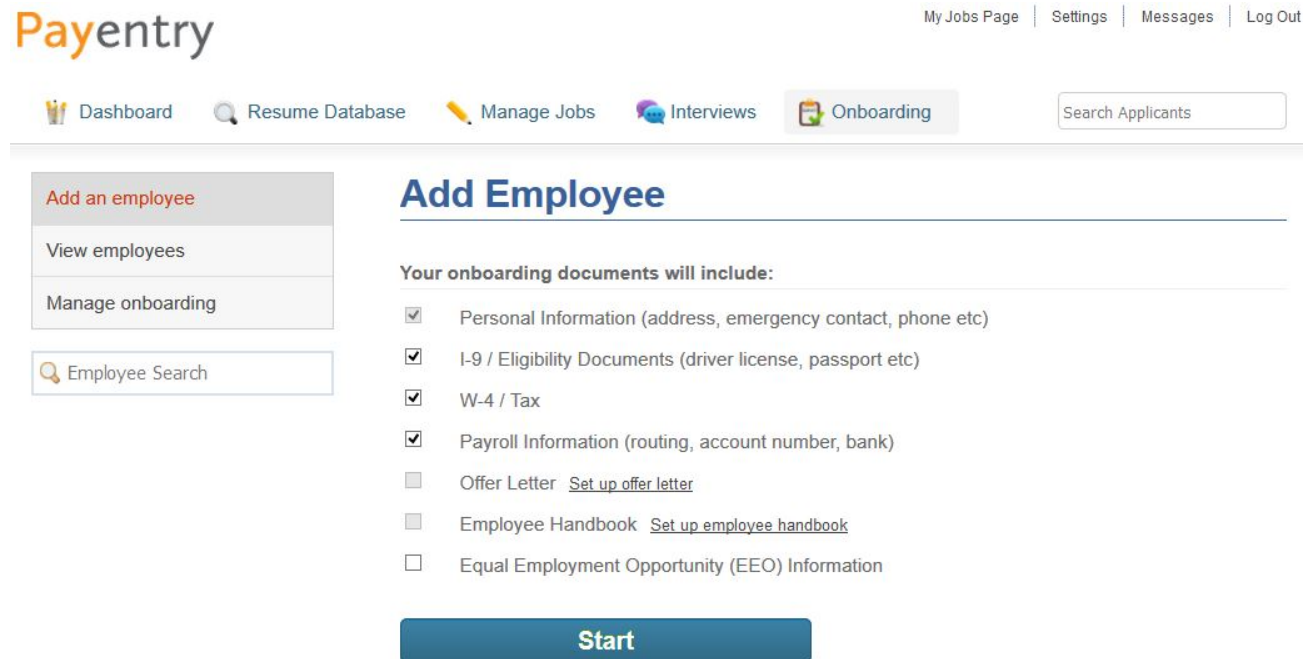 Payentry
My Jobs Page | Settings | Messages | Log Out
Dashboard Resume Database Manage Jobs Interviews Onboarding Search Applicants
Add an employee
View employees
Manage onboarding
Employee Search
Add Employee
Your onboarding documents will include:
Personal Information (address, emergency contact, phone etc)
I-9 / Eligibility Documents (driver license, passport etc)
W-4 / Tax
Payroll Information (routing, account number, bank)
Offer Letter Set up offer letter
Employee Handbook Set up employee handbook
Equal Employment Opportunity (EEO) Information
Start